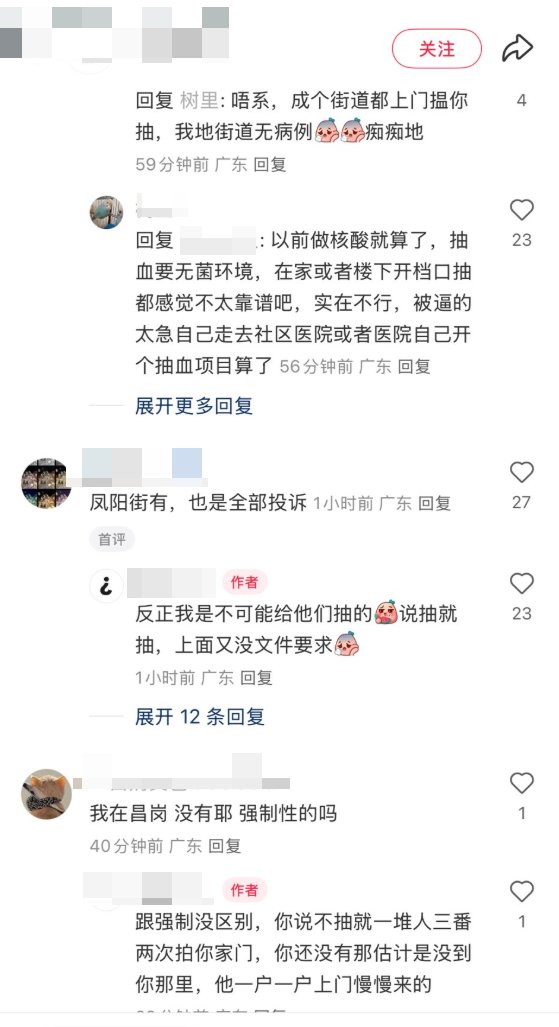 关注
回复 树里: 唔系，成个街道都上门揾你
抽，我地街道无病例痴痴地
4
59分钟前 广东 回复
回复 : 以前做核酸就算了，抽
血要无菌环境，在家或者楼下开档口抽
都感觉不太靠谱吧，实在不行，被逼的
太急自己走去社区医院或者医院自己开
个抽血项目算了 56分钟前 广东 回复
23
展开更多回复
凤阳街有，也是全部投诉 1小时前 广东 回复
27
首评
作者
反正我是不可能给他们抽的说抽就
抽，上面又没文件要求
23
1小时前 广东 回复
展开 12 条回复
我在昌岗 没有耶 强制性的吗
1
40分钟前 广东 回复
作者
跟强制没区别，你说不抽就一堆人三番
两次拍你家门，你还没有那估计是没到
你那里，他一户一户上门慢慢来的
1